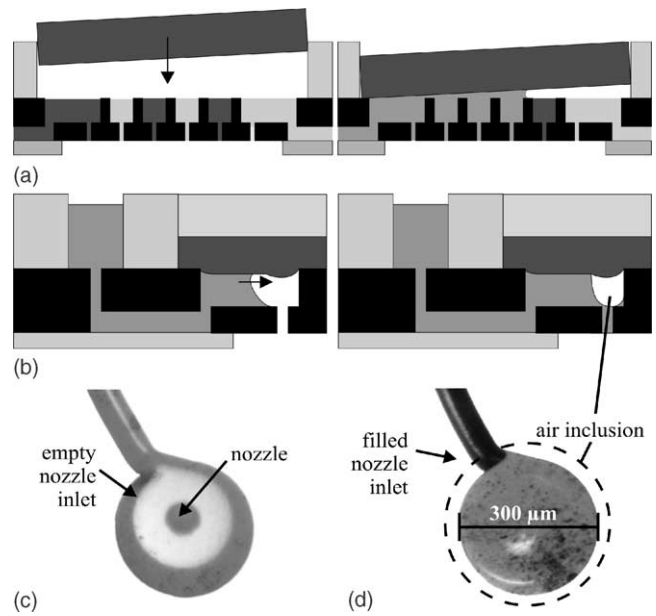 (a)
(b)
empty
nozzle
inlet
nozzle
(c)
filled
nozzle
inlet
air inclusion
300 µm
(d)